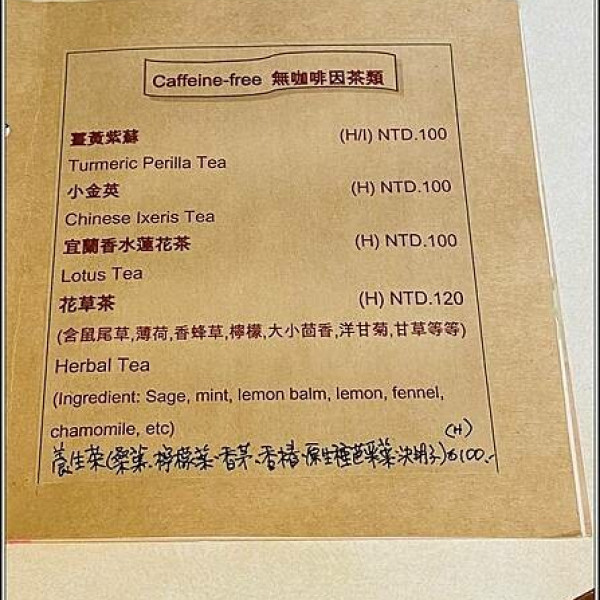 Caffeine-free 無咖啡因茶類
薑黃紫蘇 (H/I) NTD.100
Turmeric Perilla Tea
小金英 (H) NTD.100
Chinese Ixeris Tea
宜蘭香水蓮花茶 (H) NTD.100
Lotus Tea
花草茶 (H) NTD.120
(含鼠尾草,薄荷,香蜂草,檸檬,大小茴香,洋甘菊,甘草等等)
Herbal Tea
(Ingredient: Sage, mint, lemon balm, lemon, fennel,
chamomile, etc)
(H)
養生茶(桑葉、檸檬葉、香茅、香椿、原生種芭樂葉、決明子)$100.-